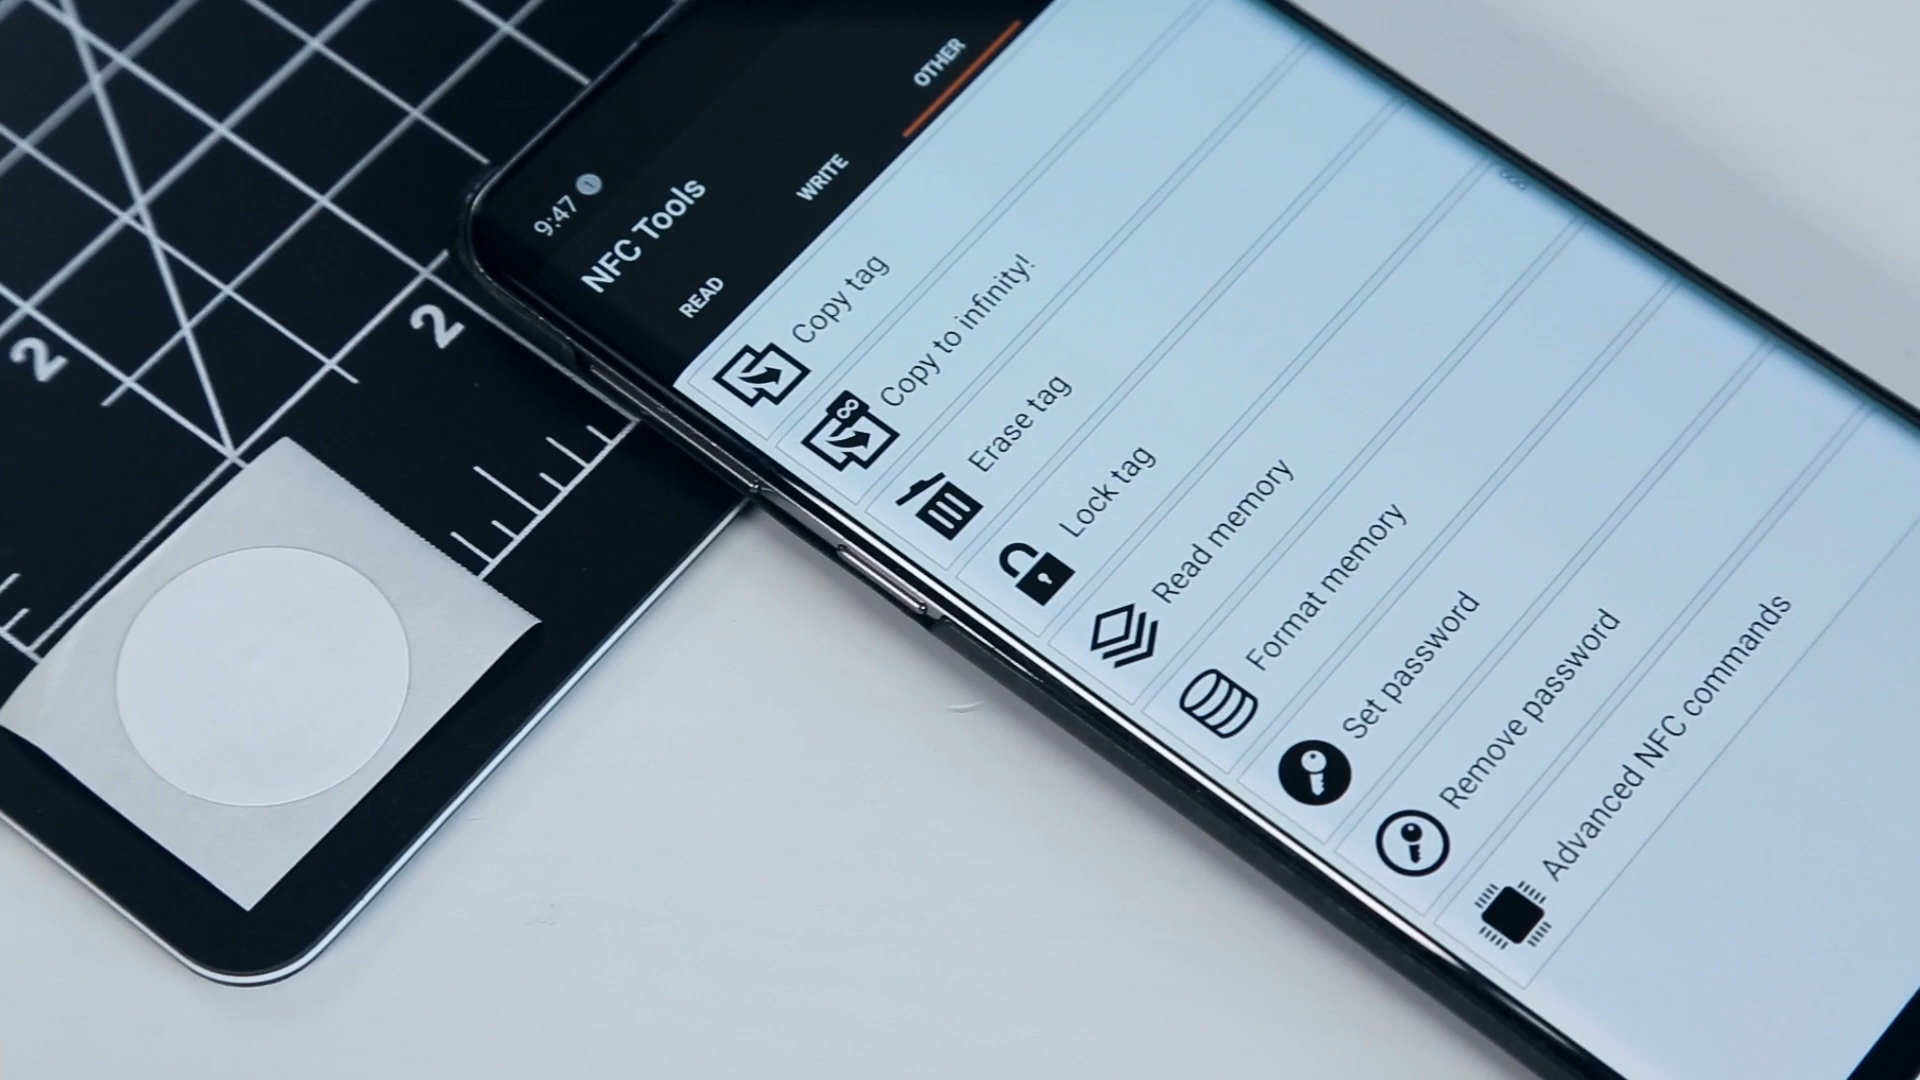 9:47
NFC Tools
READ
WRITE
OTHER
Copy tag
Copy to infinity!
Erase tag
Lock tag
Read memory
Format memory
Set password
Remove password
Advanced NFC commands
2
2